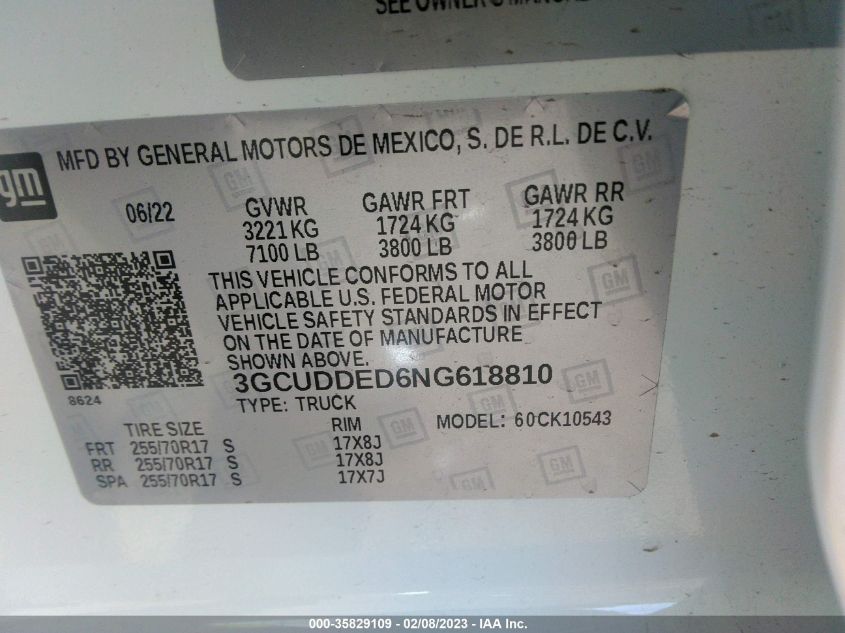 SEE OWNER'S MANUAL
MFD BY GENERAL MOTORS DE MEXICO, S. DE R.L. DE C.V.
gm
06/22 GVWR GAWR FRT GAWR RR
3221 KG 1724 KG 1724 KG
7100 LB 3800 LB 3800 LB
THIS VEHICLE CONFORMS TO ALL
APPLICABLE U.S. FEDERAL MOTOR
VEHICLE SAFETY STANDARDS IN EFFECT
ON THE DATE OF MANUFACTURE
SHOWN ABOVE.
3GCUDDED6NG618810
8624
TYPE: TRUCK MODEL: 60CK10543
TIRE SIZE RIM
FRT 255/70R17 S 17X8J
RR 255/70R17 S 17X8J
SPA 255/70R17 S 17X7J
000-35829109 - 02/08/2023 - IAA Inc.